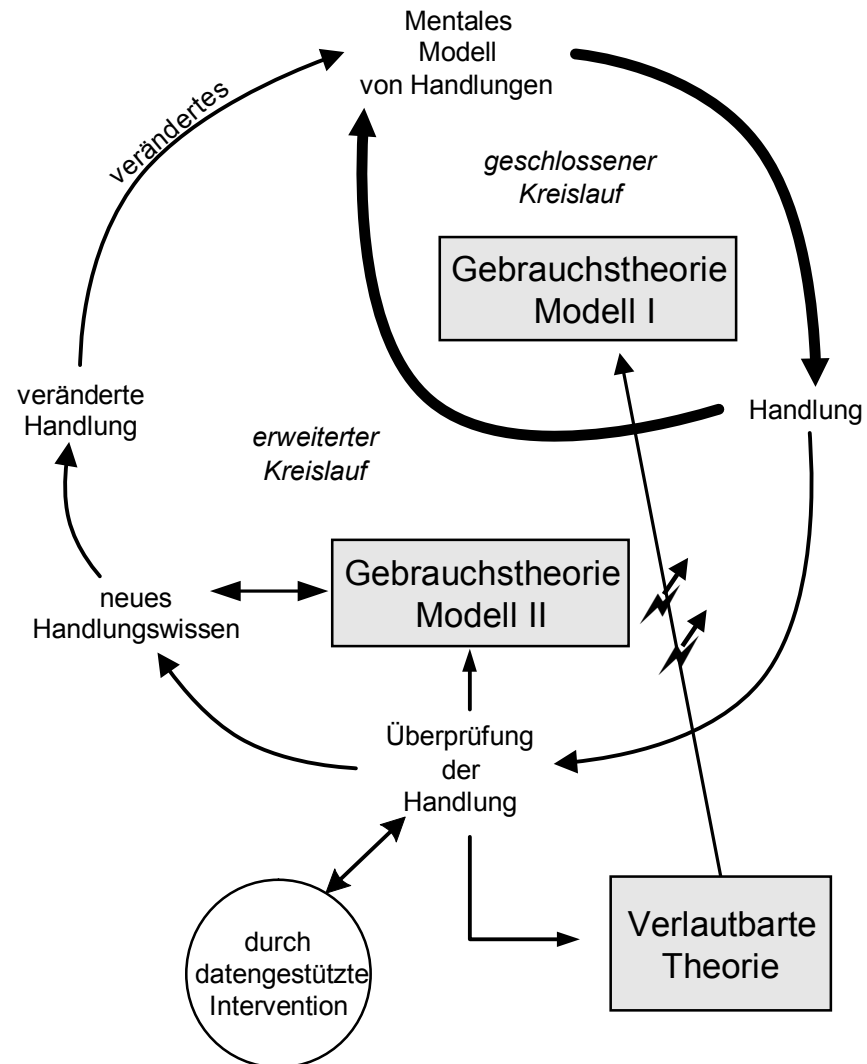 Mentales
Modell
von Handlungen
verändertes
geschlossener
Kreislauf
Gebrauchstheorie
Modell I
veränderte
Handlung
Handlung
erweiterter
Kreislauf
Gebrauchstheorie
Modell II
neues
Handlungswissen
Überprüfung
der
Handlung
durch
datengestützte
Intervention
Verlautbarte
Theorie